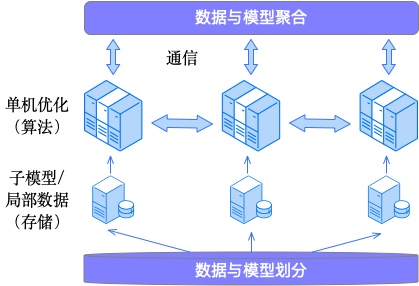 数据与模型聚合
通信
单机优化
（算法）
子模型/
局部数据
（存储）
数据与模型划分